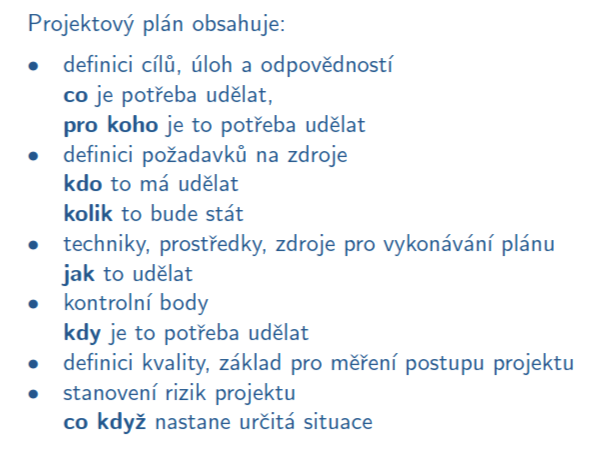 Projektový plán obsahuje:
• definici cílů, úloh a odpovědností
co je potřeba udělat,
pro koho je to potřeba udělat
• definici požadavků na zdroje
kdo to má udělat
kolik to bude stát
• techniky, prostředky, zdroje pro vykonávání plánu
jak to udělat
• kontrolní body
kdy je to potřeba udělat
• definici kvality, základ pro měření postupu projektu
• stanovení rizik projektu
co když nastane určitá situace